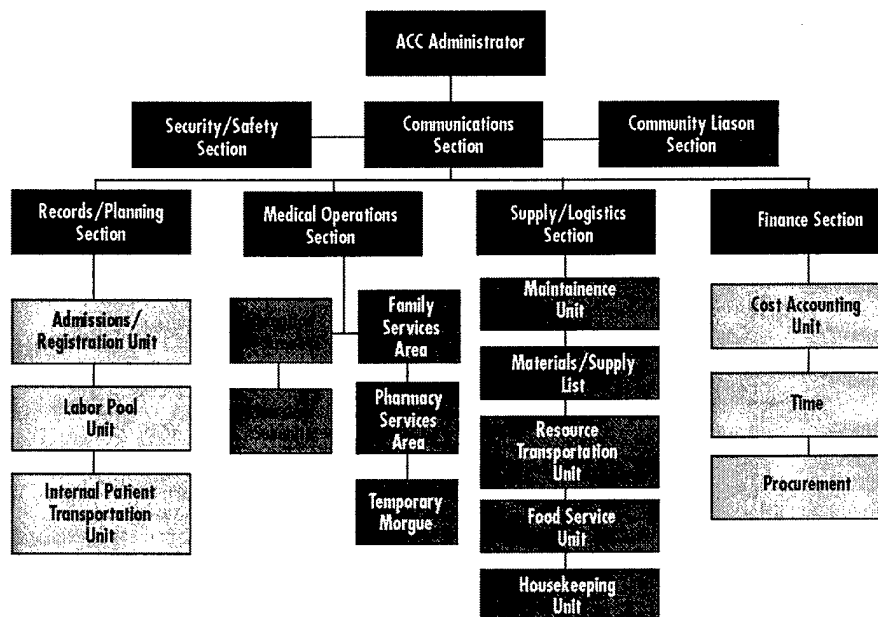 ACC Administrator
Security/Safety
Section
Communications
Section
Community Liason
Section
Records/Planning
Section
Medical Operations
Section
Supply/Logistics
Section
Finance Section
Admissions/
Registration Unit
Labor Pool
Unit
Internal Patient
Transportation
Unit
Family
Services
Area
Pharmacy
Services
Area
Temporary
Morgue
Maintainence
Unit
Materials/Supply
List
Resource
Transportation
Unit
Food Service
Unit
Housekeeping
Unit
Cost Accounting
Unit
Time
Procurement